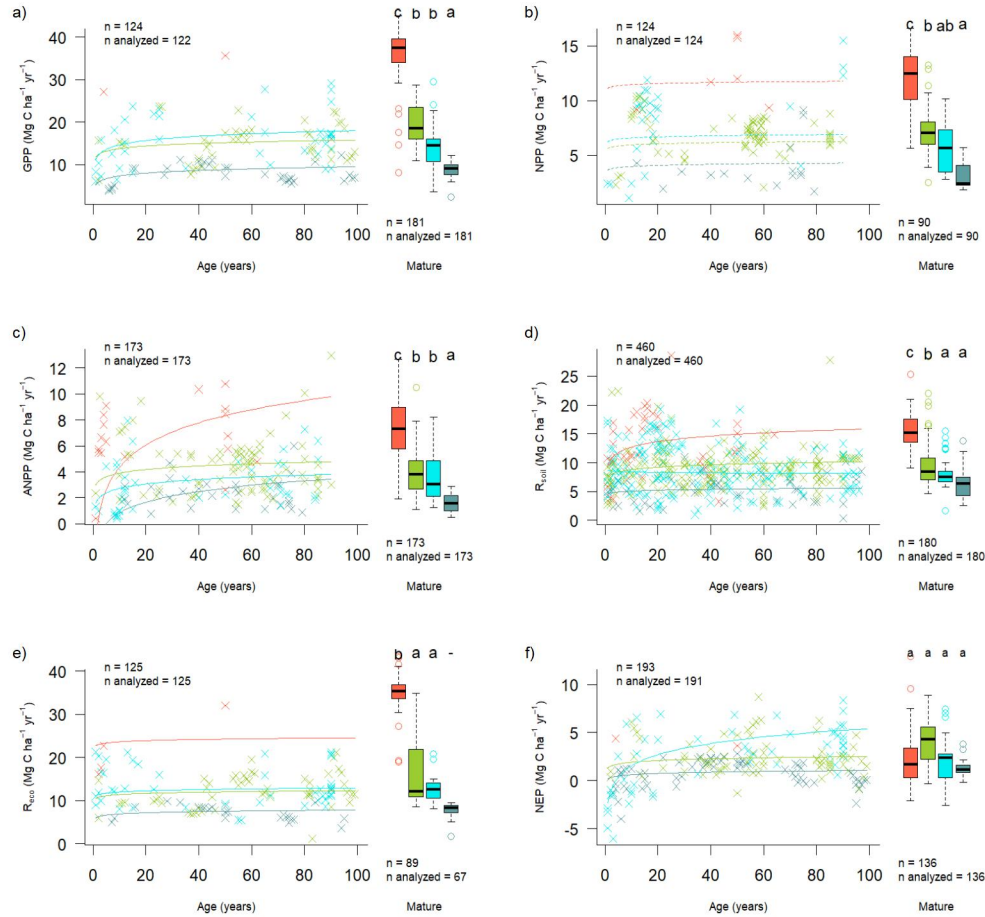 a)
n = 124
n analyzed = 122
c b b a
GPP (Mg C ha⁻¹ yr⁻¹)
40
30
20
10
0 20 40 60 80 100
n = 181
n analyzed = 181
Age (years)
Mature
b)
n = 124
n analyzed = 124
c b ab a
NPP (Mg C ha⁻¹ yr⁻¹)
15
10
5
0 20 40 60 80 100
n = 90
n analyzed = 90
Age (years)
Mature
c)
n = 173
n analyzed = 173
c b b a
ANPP (Mg C ha⁻¹ yr⁻¹)
12
10
8
6
4
2
0
0 20 40 60 80 100
n = 173
n analyzed = 173
Age (years)
Mature
d)
n = 460
n analyzed = 460
c b a a
Rsoil (Mg C ha⁻¹ yr⁻¹)
25
20
15
10
5
0
0 20 40 60 80 100
n = 180
n analyzed = 180
Age (years)
Mature
e)
n = 125
n analyzed = 125
b a a -
Reco (Mg C ha⁻¹ yr⁻¹)
40
30
20
10
0
0 20 40 60 80 100
n = 89
n analyzed = 67
Age (years)
Mature
f)
n = 193
n analyzed = 191
a a a a
NEP (Mg C ha⁻¹ yr⁻¹)
10
5
0
-5
0 20 40 60 80 100
n = 136
n analyzed = 136
Age (years)
Mature